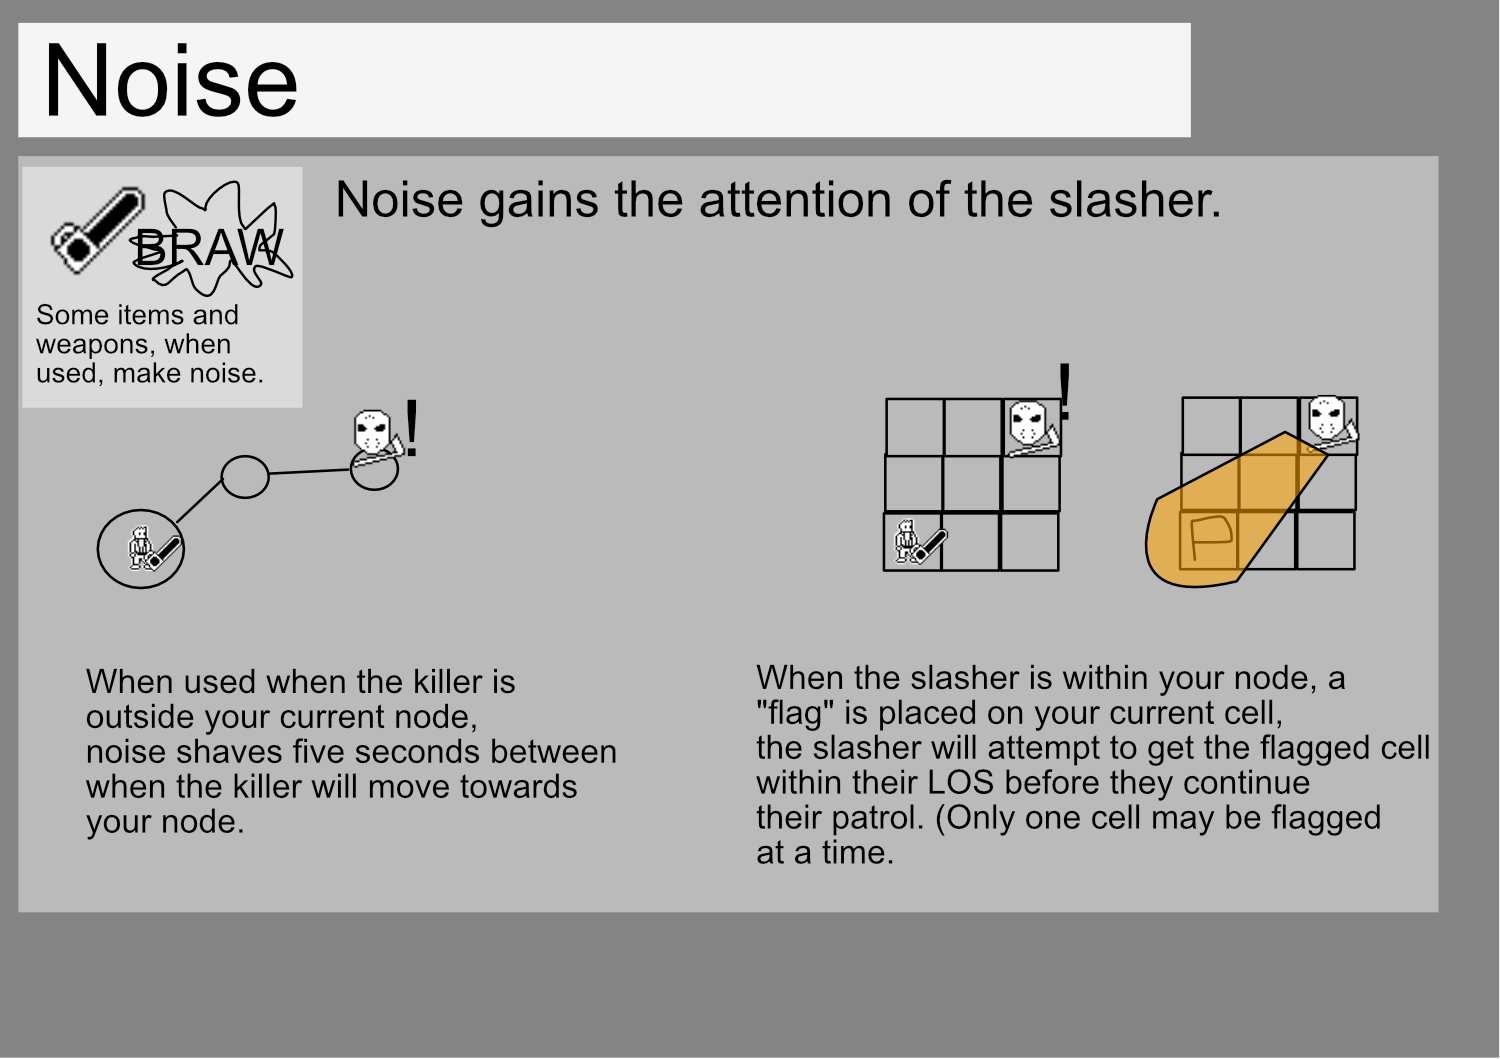 Noise
Noise gains the attention of the slasher.
BRAW
Some items and
weapons, when
used, make noise.
!
!
P
When used when the killer is
outside your current node,
noise shaves five seconds between
when the killer will move towards
your node.
When the slasher is within your node, a
"flag" is placed on your current cell,
the slasher will attempt to get the flagged cell
within their LOS before they continue
their patrol. (Only one cell may be flagged
at a time.